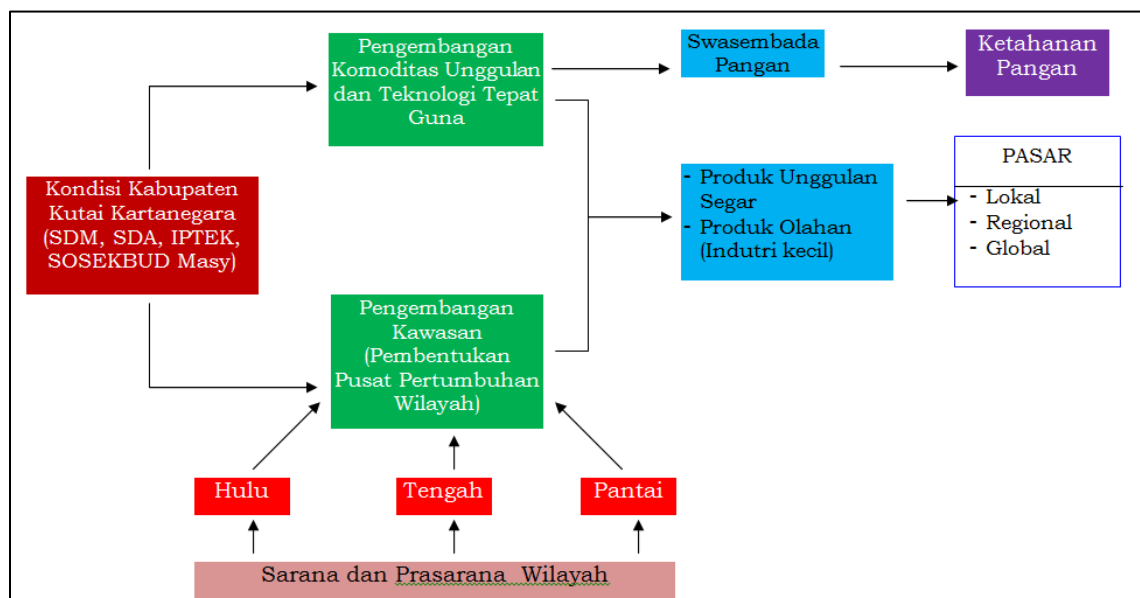 Pengembangan
Komoditas Unggulan
dan Teknologi Tepat
Guna
Swasembada
Pangan
Ketahanan
Pangan
Kondisi Kabupaten
Kutai Kartanegara
(SDM, SDA, IPTEK,
SOSEKBUD Masy)
- Produk Unggulan
Segar
- Produk Olahan
(Indutri kecil)
PASAR
- Lokal
- Regional
- Global
Pengembangan
Kawasan
(Pembentukan
Pusat Pertumbuhan
Wilayah)
Hulu
Tengah
Pantai
Sarana dan Prasarana Wilayah